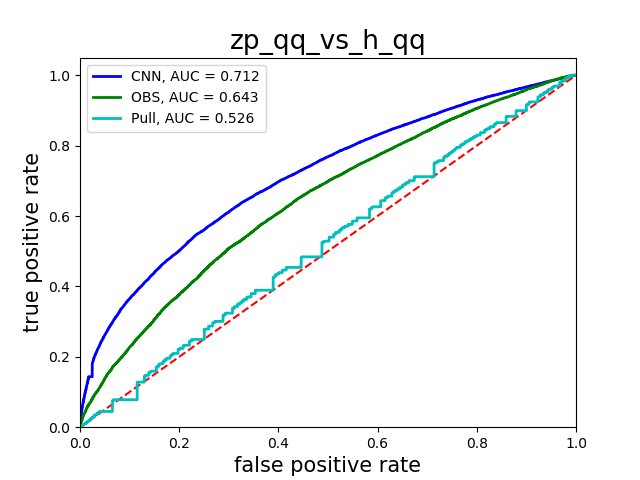 zp_qq_vs_h_qq
CNN, AUC = 0.712
OBS, AUC = 0.643
Pull, AUC = 0.526
1.0
0.8
0.6
0.4
0.2
0.0
true positive rate
0.0 0.2 0.4 0.6 0.8 1.0
false positive rate